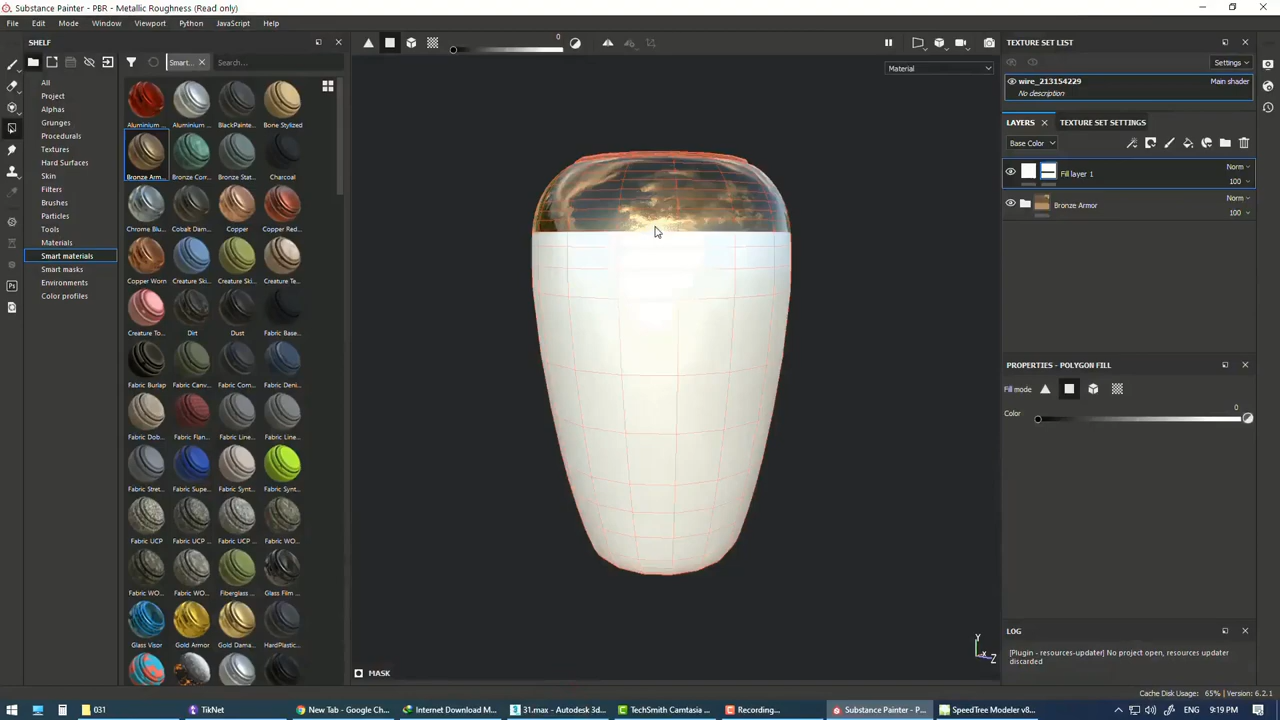 Substance Painter - PBR - Metallic Roughness (Read only)
File Edit Mode Window Viewport Python JavaScript Help
SHELF
Smart...
Search...
All
Project
Alphas
Grunges
Procedurals
Textures
Hard Surfaces
Skin
Filters
Brushes
Particles
Tools
Materials
Smart materials
Smart masks
Environments
Color profiles
Aluminium ... Aluminium ... BlackPainte... Bone Stylized
Bronze Arm... Bronze Corr... Bronze Stat... Charcoal
Chrome Blu... Cobalt Dam... Copper Copper Red...
Copper Worn Creature Ski... Creature Ski... Creature Te...
Creature To... Dirt Dust Fabric Base...
Fabric Burlap Fabric Canv... Fabric Com... Fabric Deni...
Fabric Dob... Fabric Flan... Fabric Line... Fabric Line...
Fabric Stret... Fabric Supe... Fabric Synt... Fabric Synt...
Fabric UCP Fabric UCP ... Fabric UCP ... Fabric WO...
Fabric WO... Fabric WO... Fiberglass ... Glass Film ...
Glass Visor Gold Armor Gold Dama... HardPlastic...
0
Material
MASK
Y
X
Z
TEXTURE SET LIST
Settings
wire_213154229 Main shader
No description
LAYERS TEXTURE SET SETTINGS
Base Color
Fill layer 1
Norm
100
Bronze Armor
Norm
100
PROPERTIES - POLYGON FILL
Fill mode
Color
0
LOG
[Plugin - resources-updater] No project open, resources updater
discarded
Cache Disk Usage: 65% | Version: 6.2.1
031
TikNet
New Tab - Google Ch...
Internet Download M...
31.max - Autodesk 3d...
TechSmith Camtasia ...
Recording...
Substance Painter - P...
SpeedTree Modeler v8...
ENG
9:19 PM